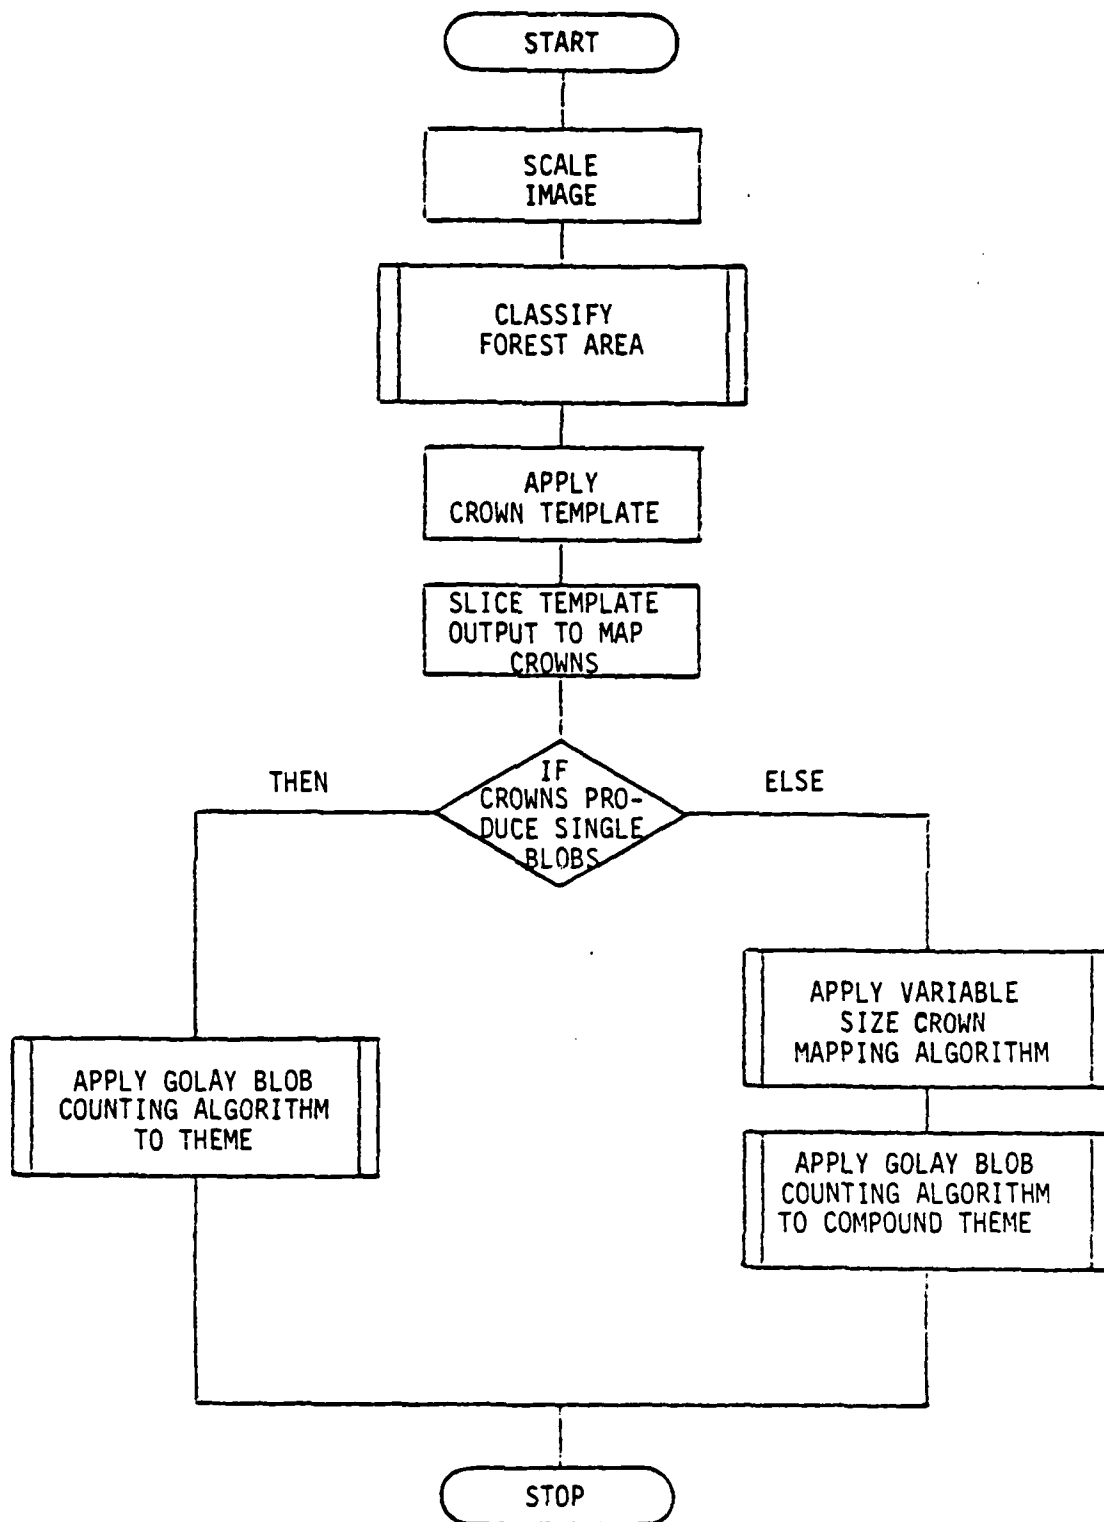 START
SCALE
IMAGE
CLASSIFY
FOREST AREA
APPLY
CROWN TEMPLATE
SLICE TEMPLATE
OUTPUT TO MAP
CROWNS
IF
CROWNS PRO-
DUCE SINGLE
BLOBS
THEN
ELSE
APPLY GOLAY BLOB
COUNTING ALGORITHM
TO THEME
APPLY VARIABLE
SIZE CROWN
MAPPING ALGORITHM
APPLY GOLAY BLOB
COUNTING ALGORITHM
TO COMPOUND THEME
STOP